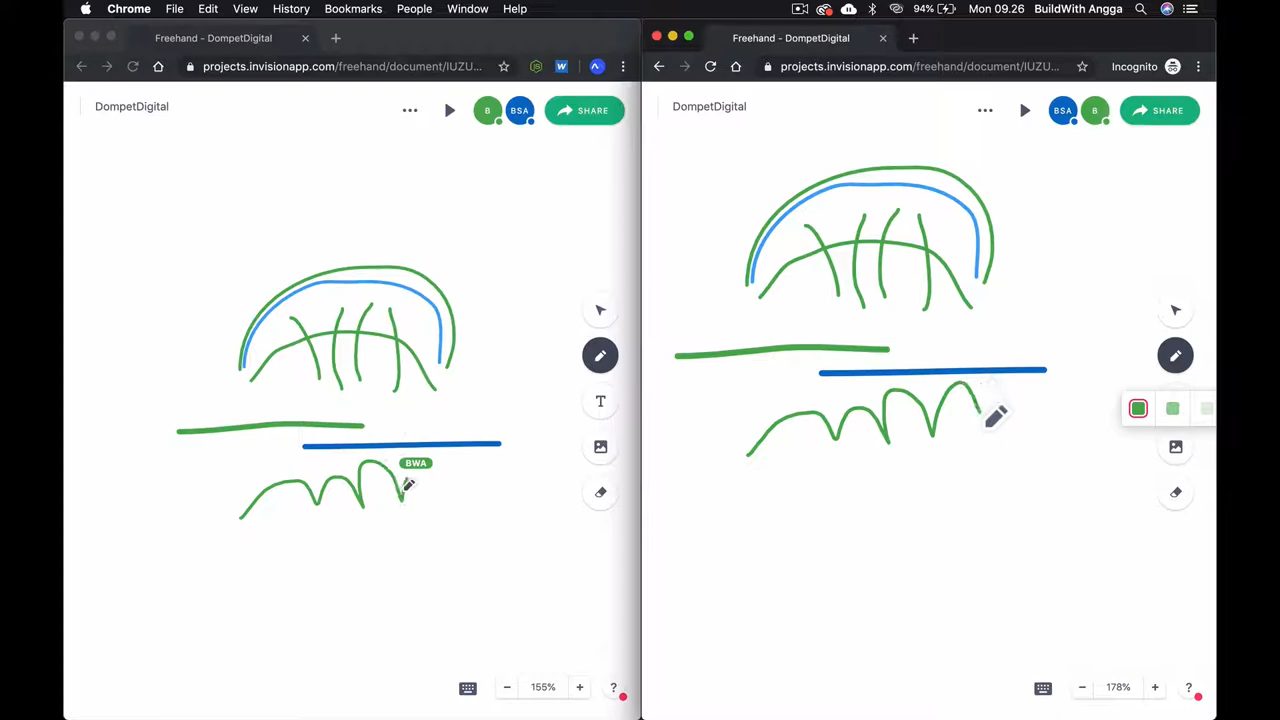 Chrome File Edit View History Bookmarks People Window Help 94% Mon 09.26 BuildWith Angga
Freehand - DompetDigital
projects.invisionapp.com/freehand/document/IUZU...
DompetDigital
B
BSA
SHARE
T
BWA
155%
?
Freehand - DompetDigital
projects.invisionapp.com/freehand/document/IUZU...
Incognito
DompetDigital
BSA
B
SHARE
178%
?